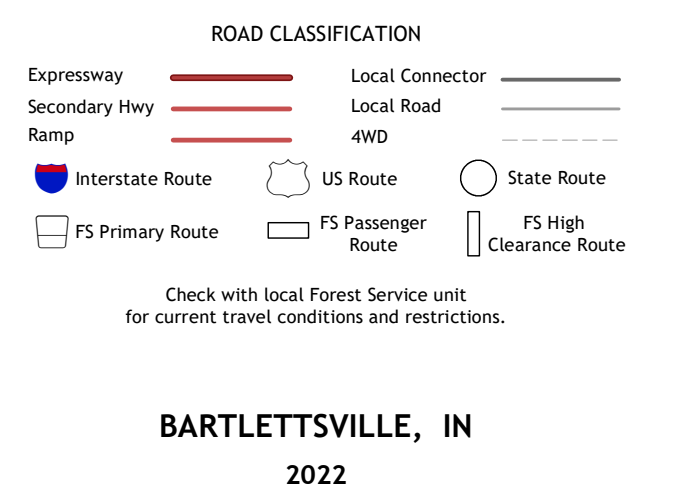 ROAD CLASSIFICATION
Expressway
Local Connector
Secondary Hwy
Local Road
Ramp
4WD
Interstate Route
US Route
State Route
FS Primary Route
FS Passenger
Route
FS High
Clearance Route
Check with local Forest Service unit
for current travel conditions and restrictions.
BARTLETTSVILLE, IN
2022